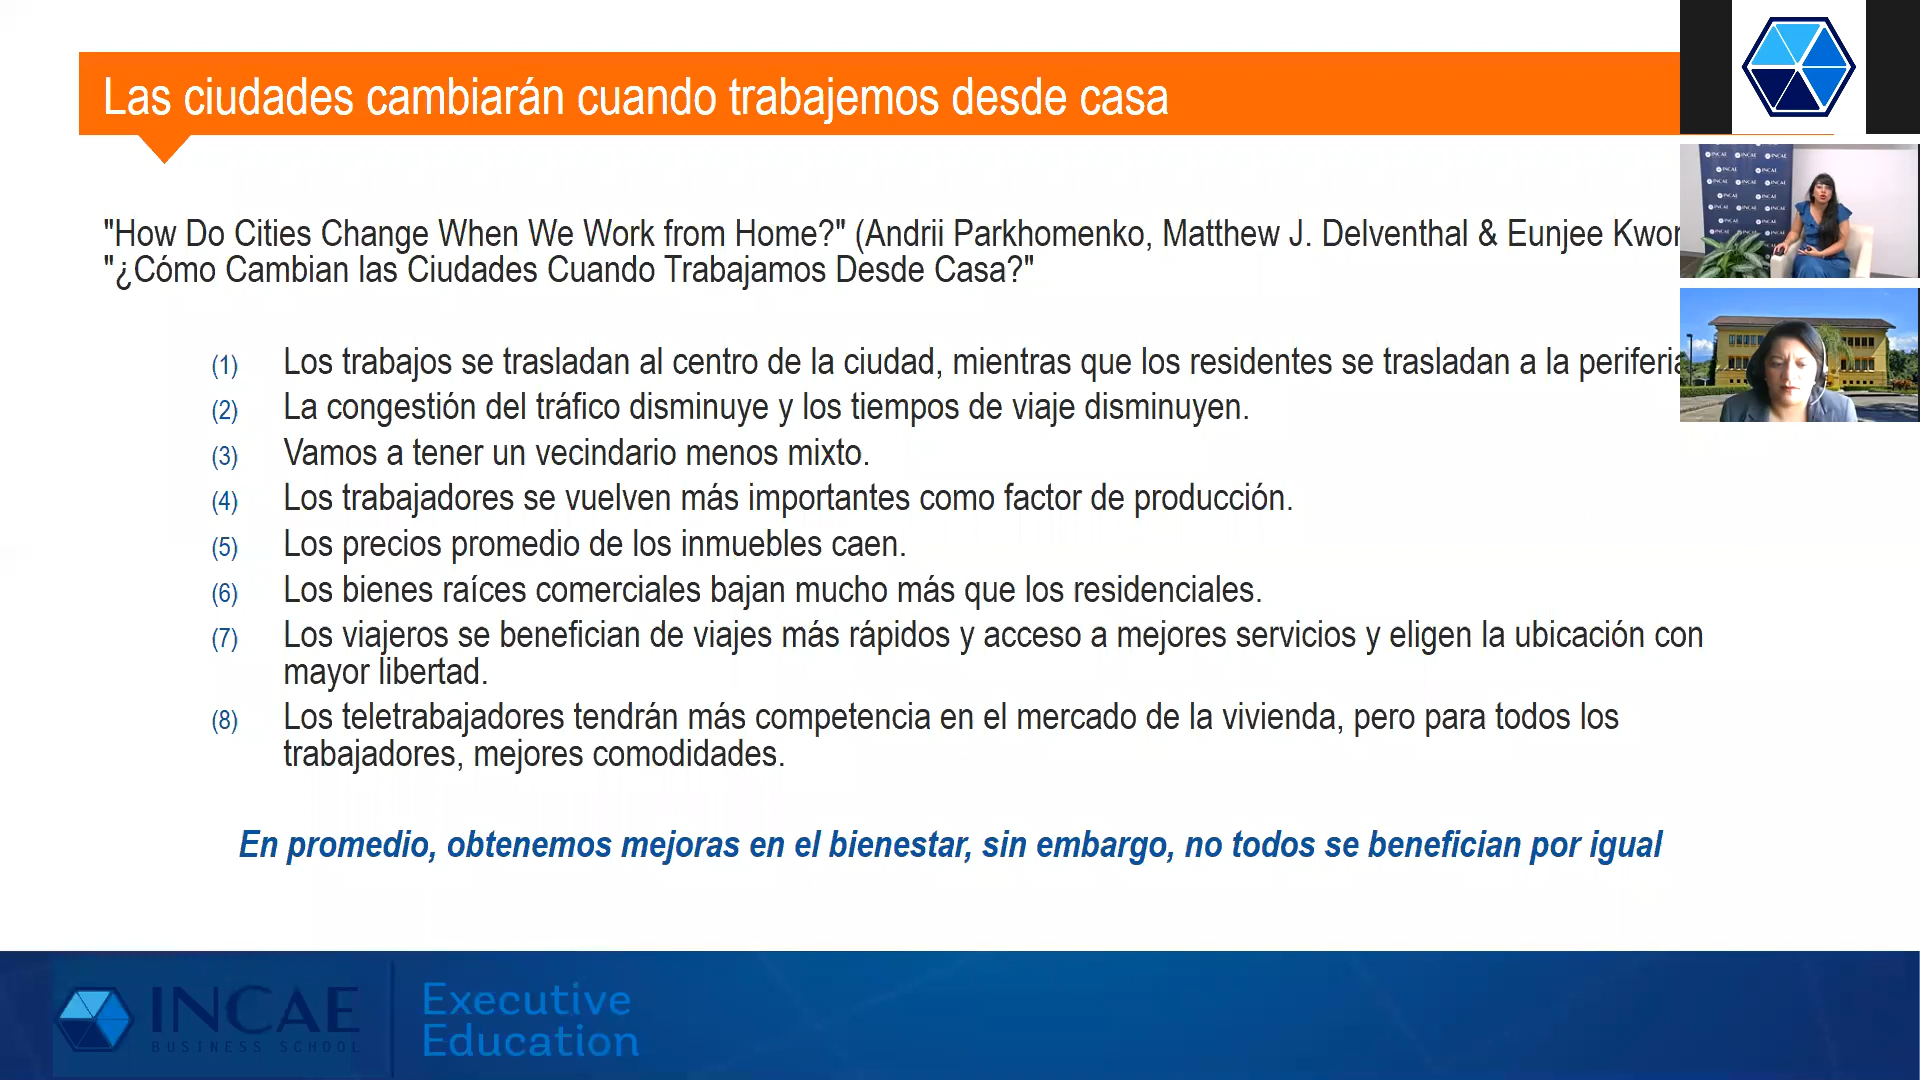 Las ciudades cambiarán cuando trabajemos desde casa
"How Do Cities Change When We Work from Home?" (Andrii Parkhomenko, Matthew J. Delventhal & Eunjee
"¿Cómo Cambian las Ciudades Cuando Trabajamos Desde Casa?"
(1) Los trabajos se trasladan al centro de la ciudad, mientras que los residentes se trasladan a la periferia
(2) La congestión del tráfico disminuye y los tiempos de viaje disminuyen.
(3) Vamos a tener un vecindario menos mixto.
(4) Los trabajadores se vuelven más importantes como factor de producción.
(5) Los precios promedio de los inmuebles caen.
(6) Los bienes raíces comerciales bajan mucho más que los residenciales.
(7) Los viajeros se benefician de viajes más rápidos y acceso a mejores servicios y eligen la ubicación con
mayor libertad.
(8) Los teletrabajadores tendrán más competencia en el mercado de la vivienda, pero para todos los
trabajadores, mejores comodidades.
En promedio, obtenemos mejoras en el bienestar, sin embargo, no todos se benefician por igual
INCAE
BUSINESS SCHOOL
Executive
Education